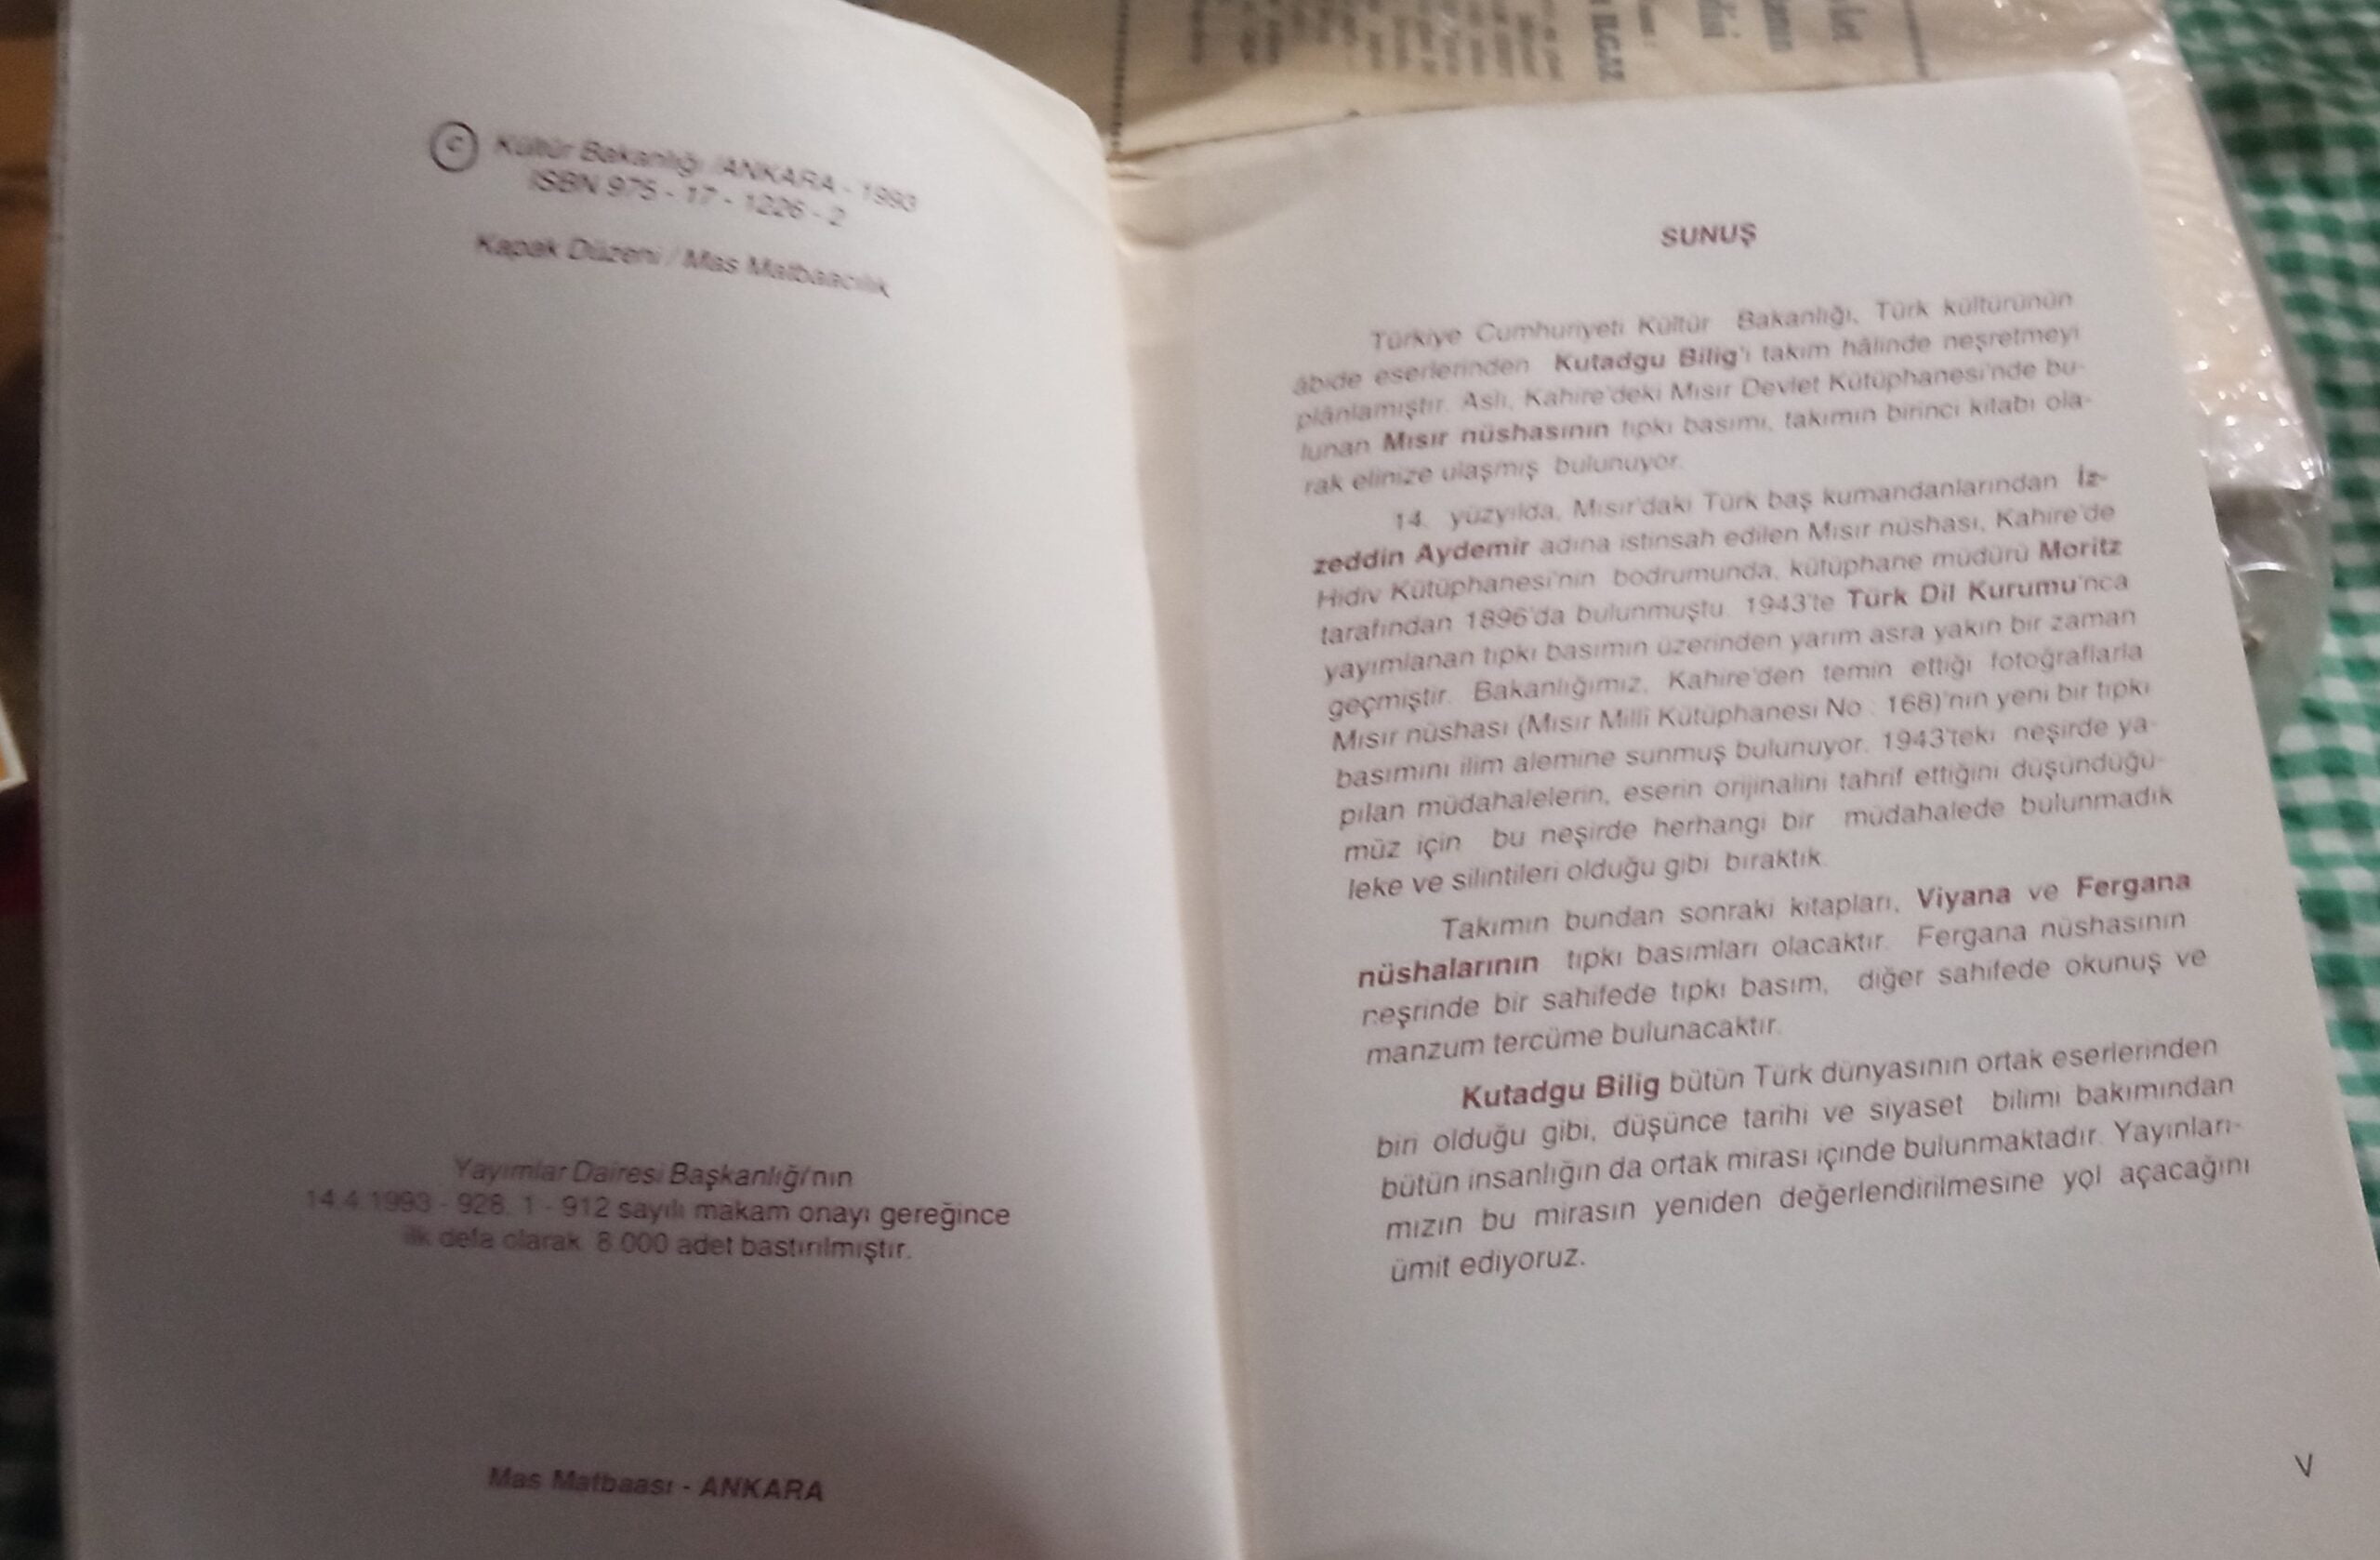 © Kültür Bakanlığı / ANKARA - 1993
ISBN 975 - 17 - 1226 - 2
Kapak Düzeni / Mas Matbaacılık
Yayımlar Dairesi Başkanlığı'nın
14.4.1993 - 928. 1 - 912 sayılı makam onayı gereğince
ilk defa olarak 8.000 adet bastırılmıştır.
Mas Matbaası - ANKARA
ILGAZ
SUNUŞ
Türkiye Cumhuriyeti Kültür Bakanlığı, Türk kültürünün
âbide eserlerinden Kutadgu Bilig'i takım hâlinde neşretmeyi
plânlamıştır. Aslı, Kahire'deki Mısır Devlet Kütüphanesi'nde bu-
lunan Mısır nüshasının tıpkı basımı, takımın birinci kitabı ola-
rak elinize ulaşmış bulunuyor.
14. yüzyılda, Mısır'daki Türk baş kumandanlarından İz-
zeddin Aydemir adına istinsah edilen Mısır nüshası, Kahire'de
Hidiv Kütüphanesi'nin bodrumunda, kütüphane müdürü Moritz
tarafından 1896'da bulunmuştu. 1943'te Türk Dil Kurumu'nca
yayımlanan tıpkı basımın üzerinden yarım asra yakın bir zaman
geçmiştir. Bakanlığımız, Kahire'den temin ettiği fotoğraflarla
Mısır nüshası (Mısır Millî Kütüphanesi No : 168)'nın yeni bir tıpkı
basımını ilim alemine sunmuş bulunuyor. 1943'teki neşirde ya-
pılan müdahalelerin, eserin orijinalini tahrif ettiğini düşündüğü-
müz için bu neşirde herhangi bir müdahalede bulunmadık
leke ve silintileri olduğu gibi bıraktık.
Takımın bundan sonraki kitapları, Viyana ve Fergana
nüshalarının tıpkı basımları olacaktır. Fergana nüshasının
neşrinde bir sahifede tıpkı basım, diğer sahifede okunuş ve
manzum tercüme bulunacaktır.
Kutadgu Bilig bütün Türk dünyasının ortak eserlerinden
biri olduğu gibi, düşünce tarihi ve siyaset bilimi bakımından
bütün insanlığın da ortak mirası içinde bulunmaktadır. Yayınları-
mızın bu mirasın yeniden değerlendirilmesine yol açacağını
ümit ediyoruz.
V